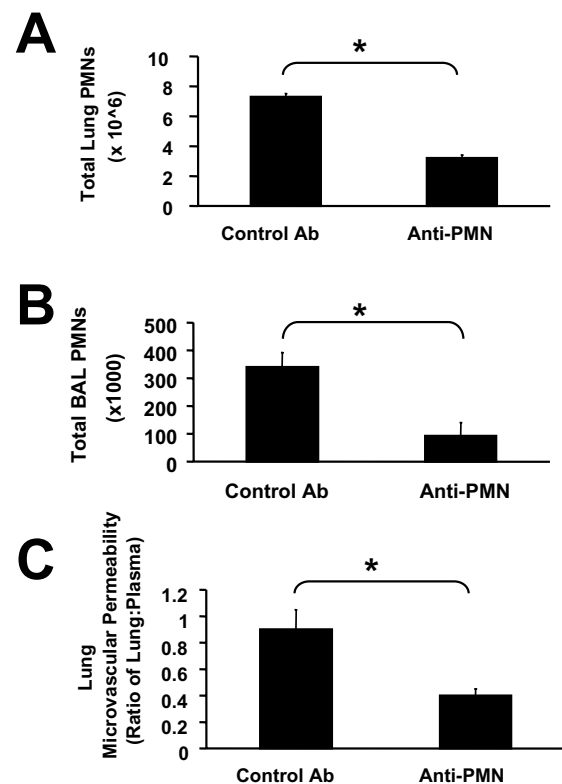 A
*
Total Lung PMNs
(x 10^6)
10
8
6
4
2
0
Control Ab
Anti-PMN
B
*
Total BAL PMNs
(x1000)
500
400
300
200
100
0
Control Ab
Anti-PMN
C
*
Lung
Microvascular Permeability
(Ratio of Lung:Plasma)
1.2
1
0.8
0.6
0.4
0.2
0
Control Ab
Anti-PMN